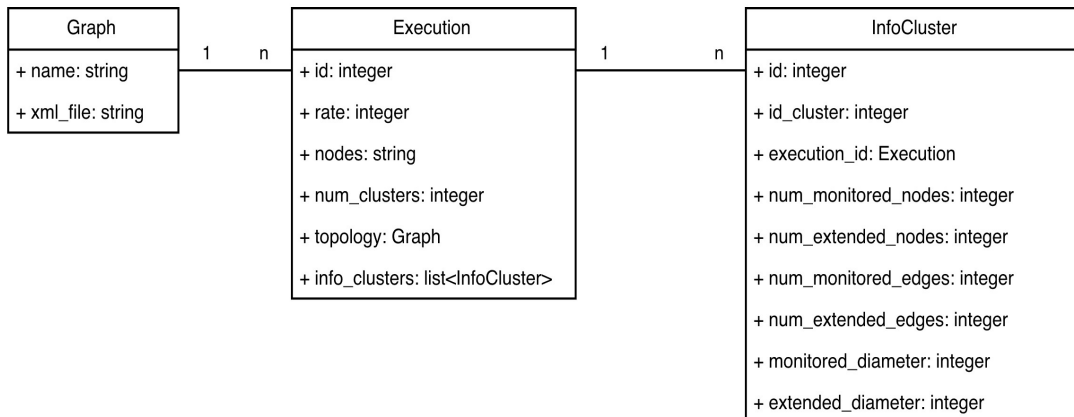 Graph
+ name: string
+ xml_file: string
1 n
Execution
+ id: integer
+ rate: integer
+ nodes: string
+ num_clusters: integer
+ topology: Graph
+ info_clusters: list<InfoCluster>
1 n
InfoCluster
+ id: integer
+ id_cluster: integer
+ execution_id: Execution
+ num_monitored_nodes: integer
+ num_extended_nodes: integer
+ num_monitored_edges: integer
+ num_extended_edges: integer
+ monitored_diameter: integer
+ extended_diameter: integer